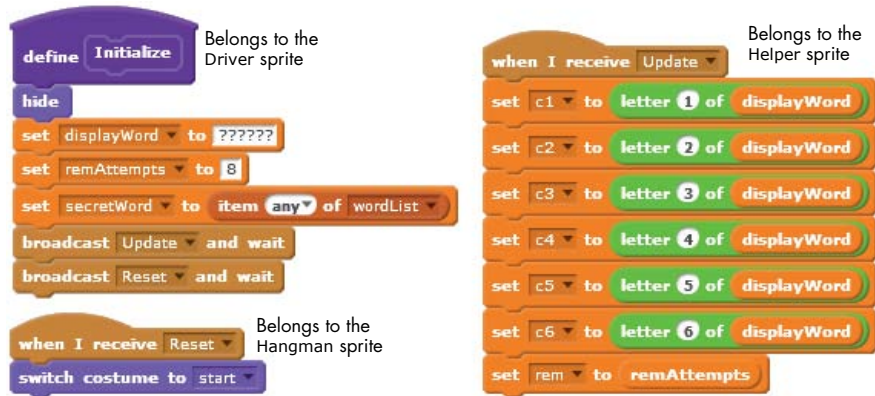 define Initialize
Belongs to the
Driver sprite
hide
set displayWord to ??????
set remAttempts to 8
set secretWord to item any of wordList
broadcast Update and wait
broadcast Reset and wait
when I receive Reset
Belongs to the
Hangman sprite
switch costume to start
Belongs to the
Helper sprite
when I receive Update
set c1 to letter 1 of displayWord
set c2 to letter 2 of displayWord
set c3 to letter 3 of displayWord
set c4 to letter 4 of displayWord
set c5 to letter 5 of displayWord
set c6 to letter 6 of displayWord
set rem to remAttempts